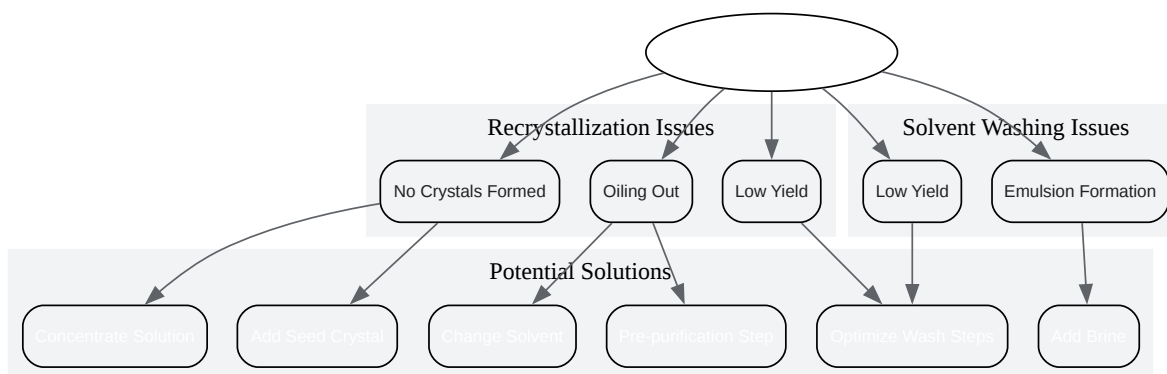 Recrystallization Issues
Solvent Washing Issues
No Crystals Formed
Oiling Out
Low Yield
Low Yield
Emulsion Formation
Potential Solutions
Concentrate Solution
Add Seed Crystal
Change Solvent
Pre-purification Step
Optimize Wash Steps
Add Brine